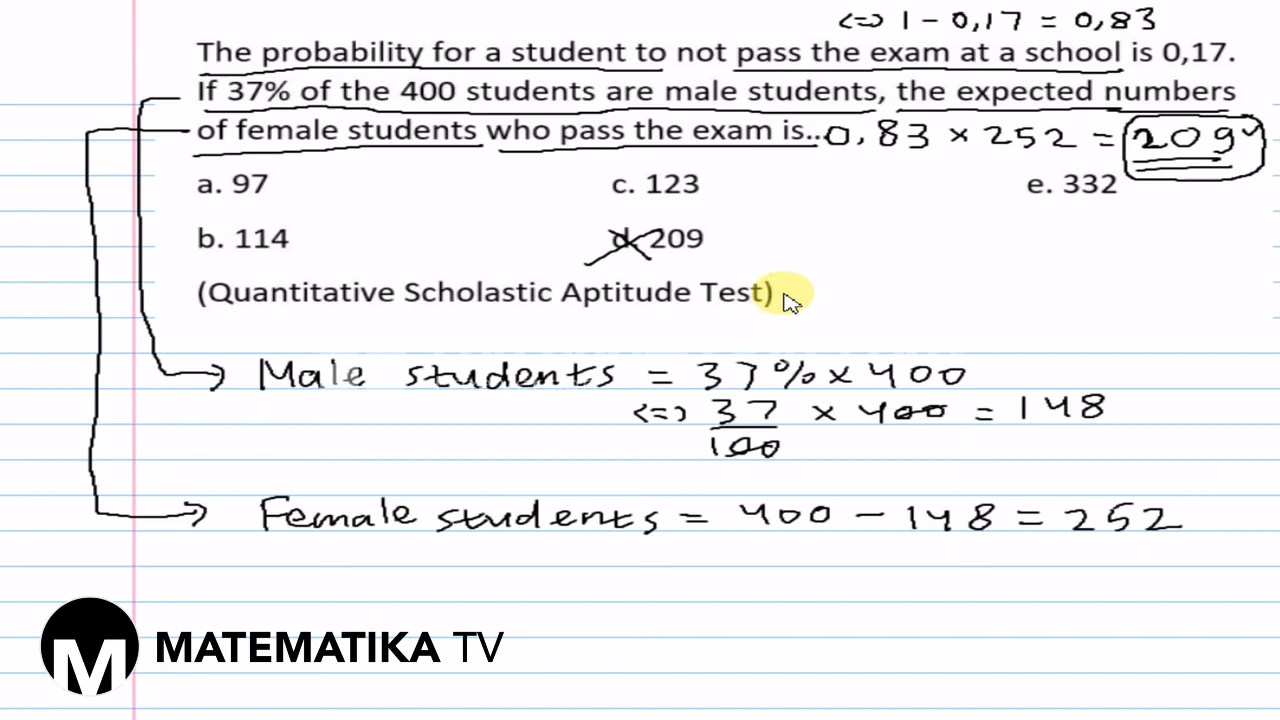 <=> 1 - 0,17 = 0,83
The probability for a student to not pass the exam at a school is 0,17.
If 37% of the 400 students are male students, the expected numbers
of female students who pass the exam is... 0,83 × 252 = 209
a. 97 c. 123 e. 332
b. 114 d. 209
(Quantitative Scholastic Aptitude Test)
Male students = 37% × 400
<=> 37/100 × 400 = 148
Female students = 400 - 148 = 252
M MATEMATIKA TV